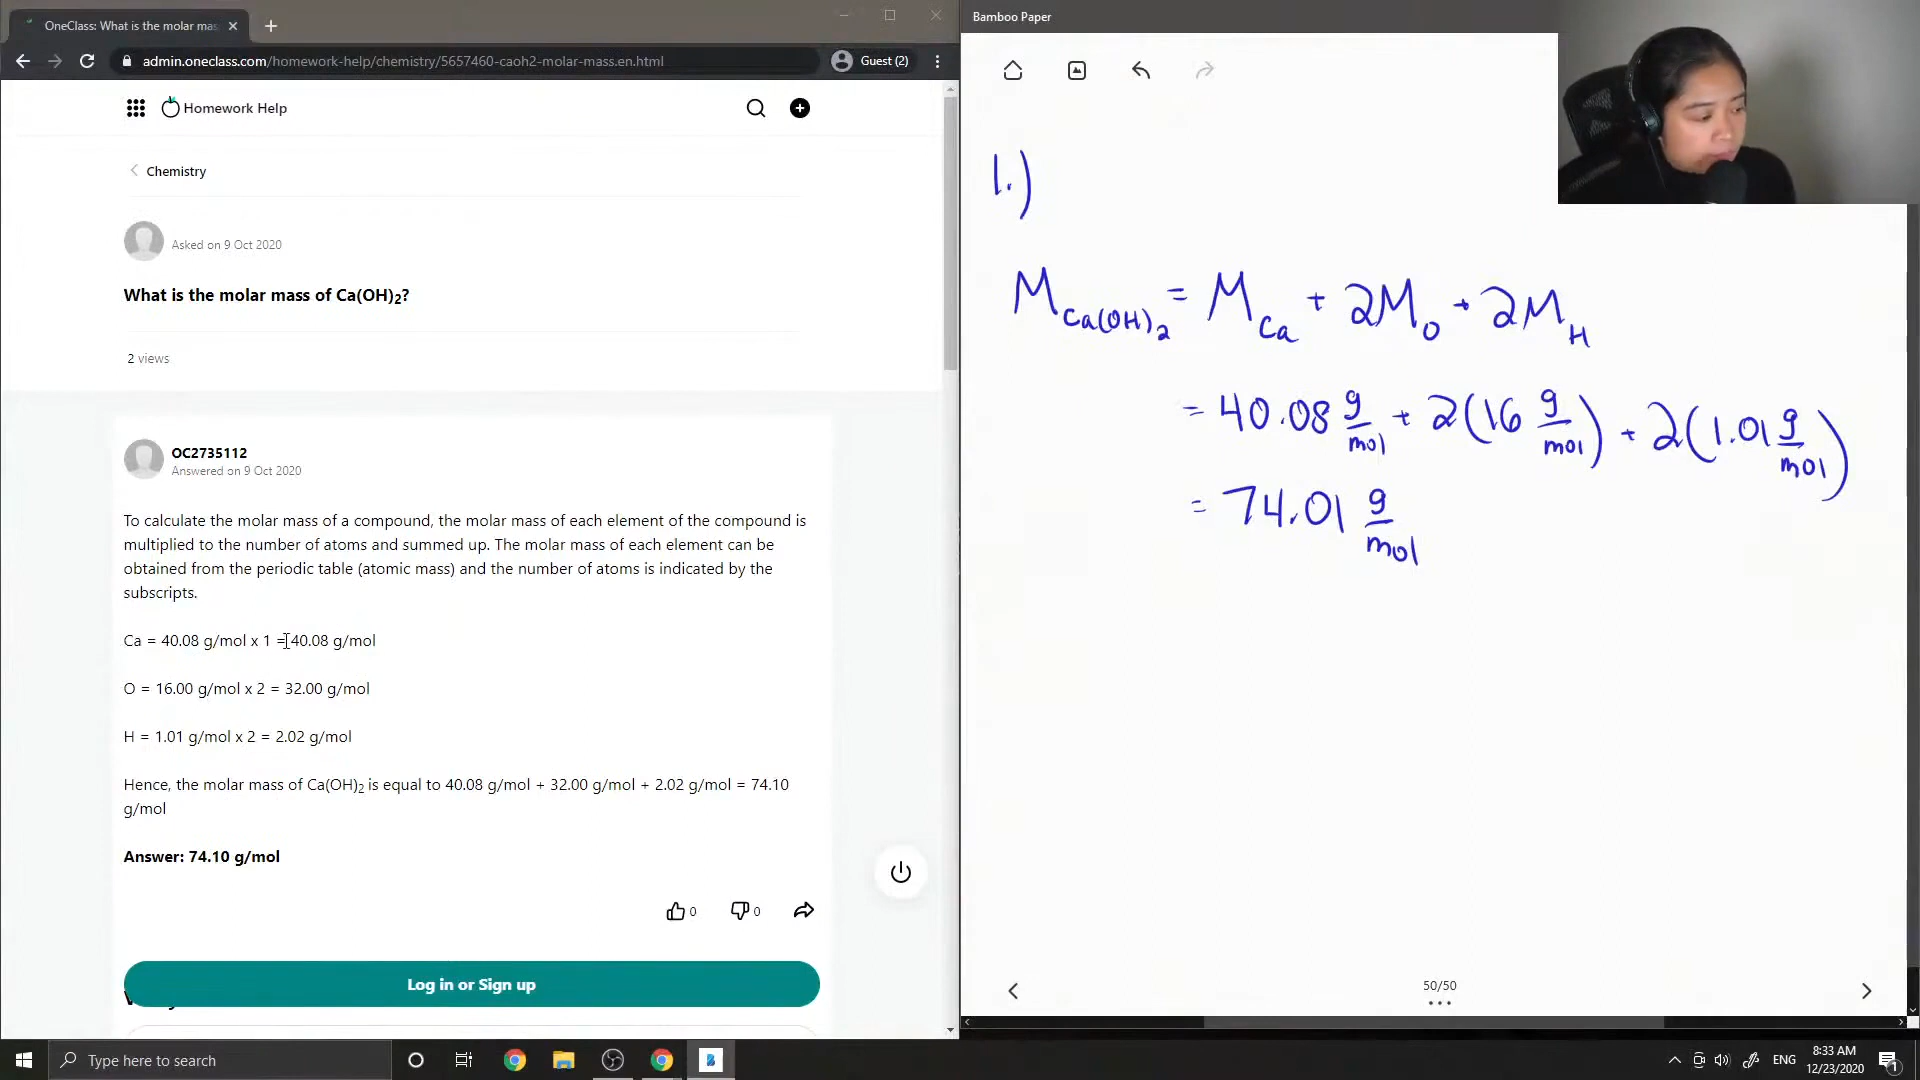 OneClass: What is the molar mas
admin.oneclass.com/homework-help/chemistry/5657460-caoh2-molar-mass.en.html
Guest (2)
Homework Help
Chemistry
Asked on 9 Oct 2020
What is the molar mass of Ca(OH)₂?
2 views
OC2735112
Answered on 9 Oct 2020
To calculate the molar mass of a compound, the molar mass of each element of the compound is
multiplied to the number of atoms and summed up. The molar mass of each element can be
obtained from the periodic table (atomic mass) and the number of atoms is indicated by the
subscripts.
Ca = 40.08 g/mol x 1 = 40.08 g/mol
O = 16.00 g/mol x 2 = 32.00 g/mol
H = 1.01 g/mol x 2 = 2.02 g/mol
Hence, the molar mass of Ca(OH)₂ is equal to 40.08 g/mol + 32.00 g/mol + 2.02 g/mol = 74.10
g/mol
Answer: 74.10 g/mol
0 0
Log in or Sign up
Bamboo Paper
1.)
M Ca(OH)₂ = M Ca + 2M O + 2M H
= 40.08 g/mol + 2(16 g/mol) + 2(1.01 g/mol)
= 74.01 g/mol
50/50
Type here to search
ENG
8:33 AM
12/23/2020
1